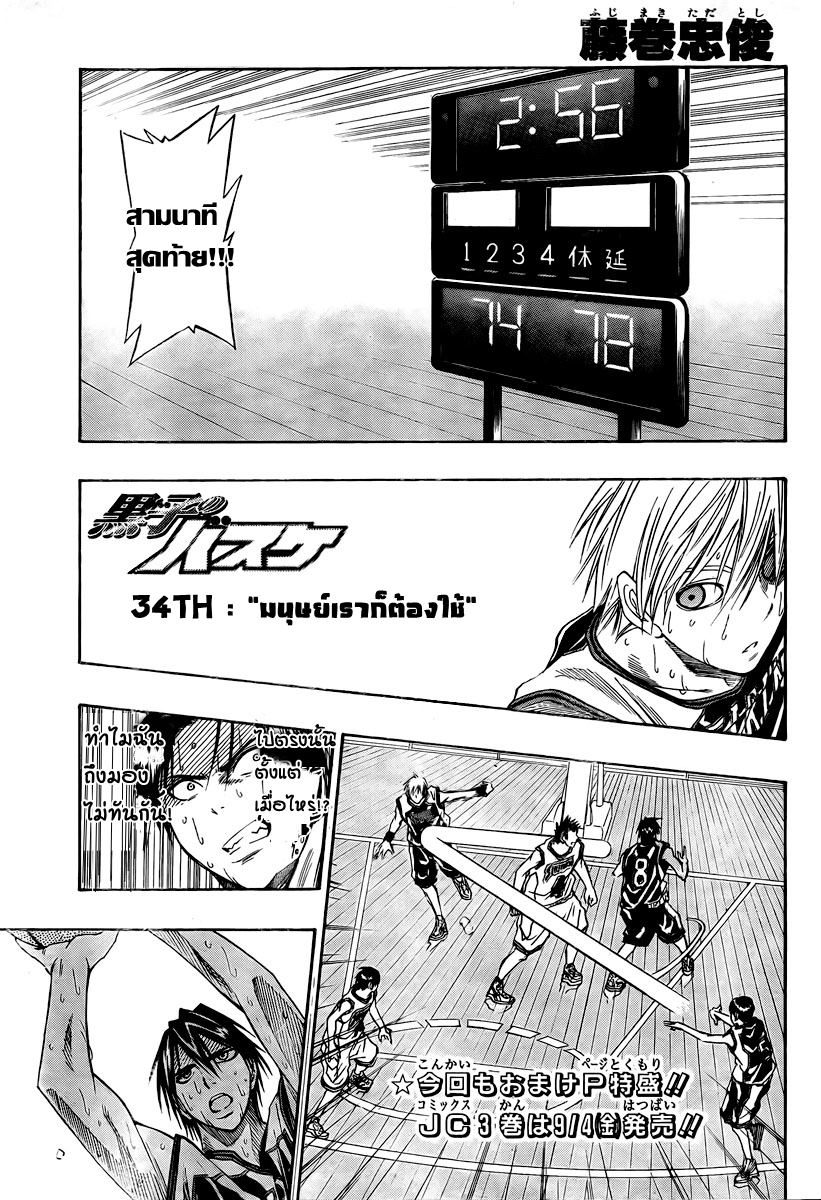 ふじ まき ただ とし
藤巻忠俊
2:56
1 2 3 4 休 延
74 78
สามนาที
สุดท้าย!!!
黒子の
バスケ
34TH : "มนุษย์เราก็ต้องใช้"
ไปตรงนั้น
ตั้งแต่
เมื่อไหร่!?
ทำไมฉัน
ถึงมอง
ไม่ทันกัน!
8
4
こんかい ページとくもり
☆今回もおまけP特盛!!
コミックス かん し はつばい
JC3巻は9/4(金)発売!!